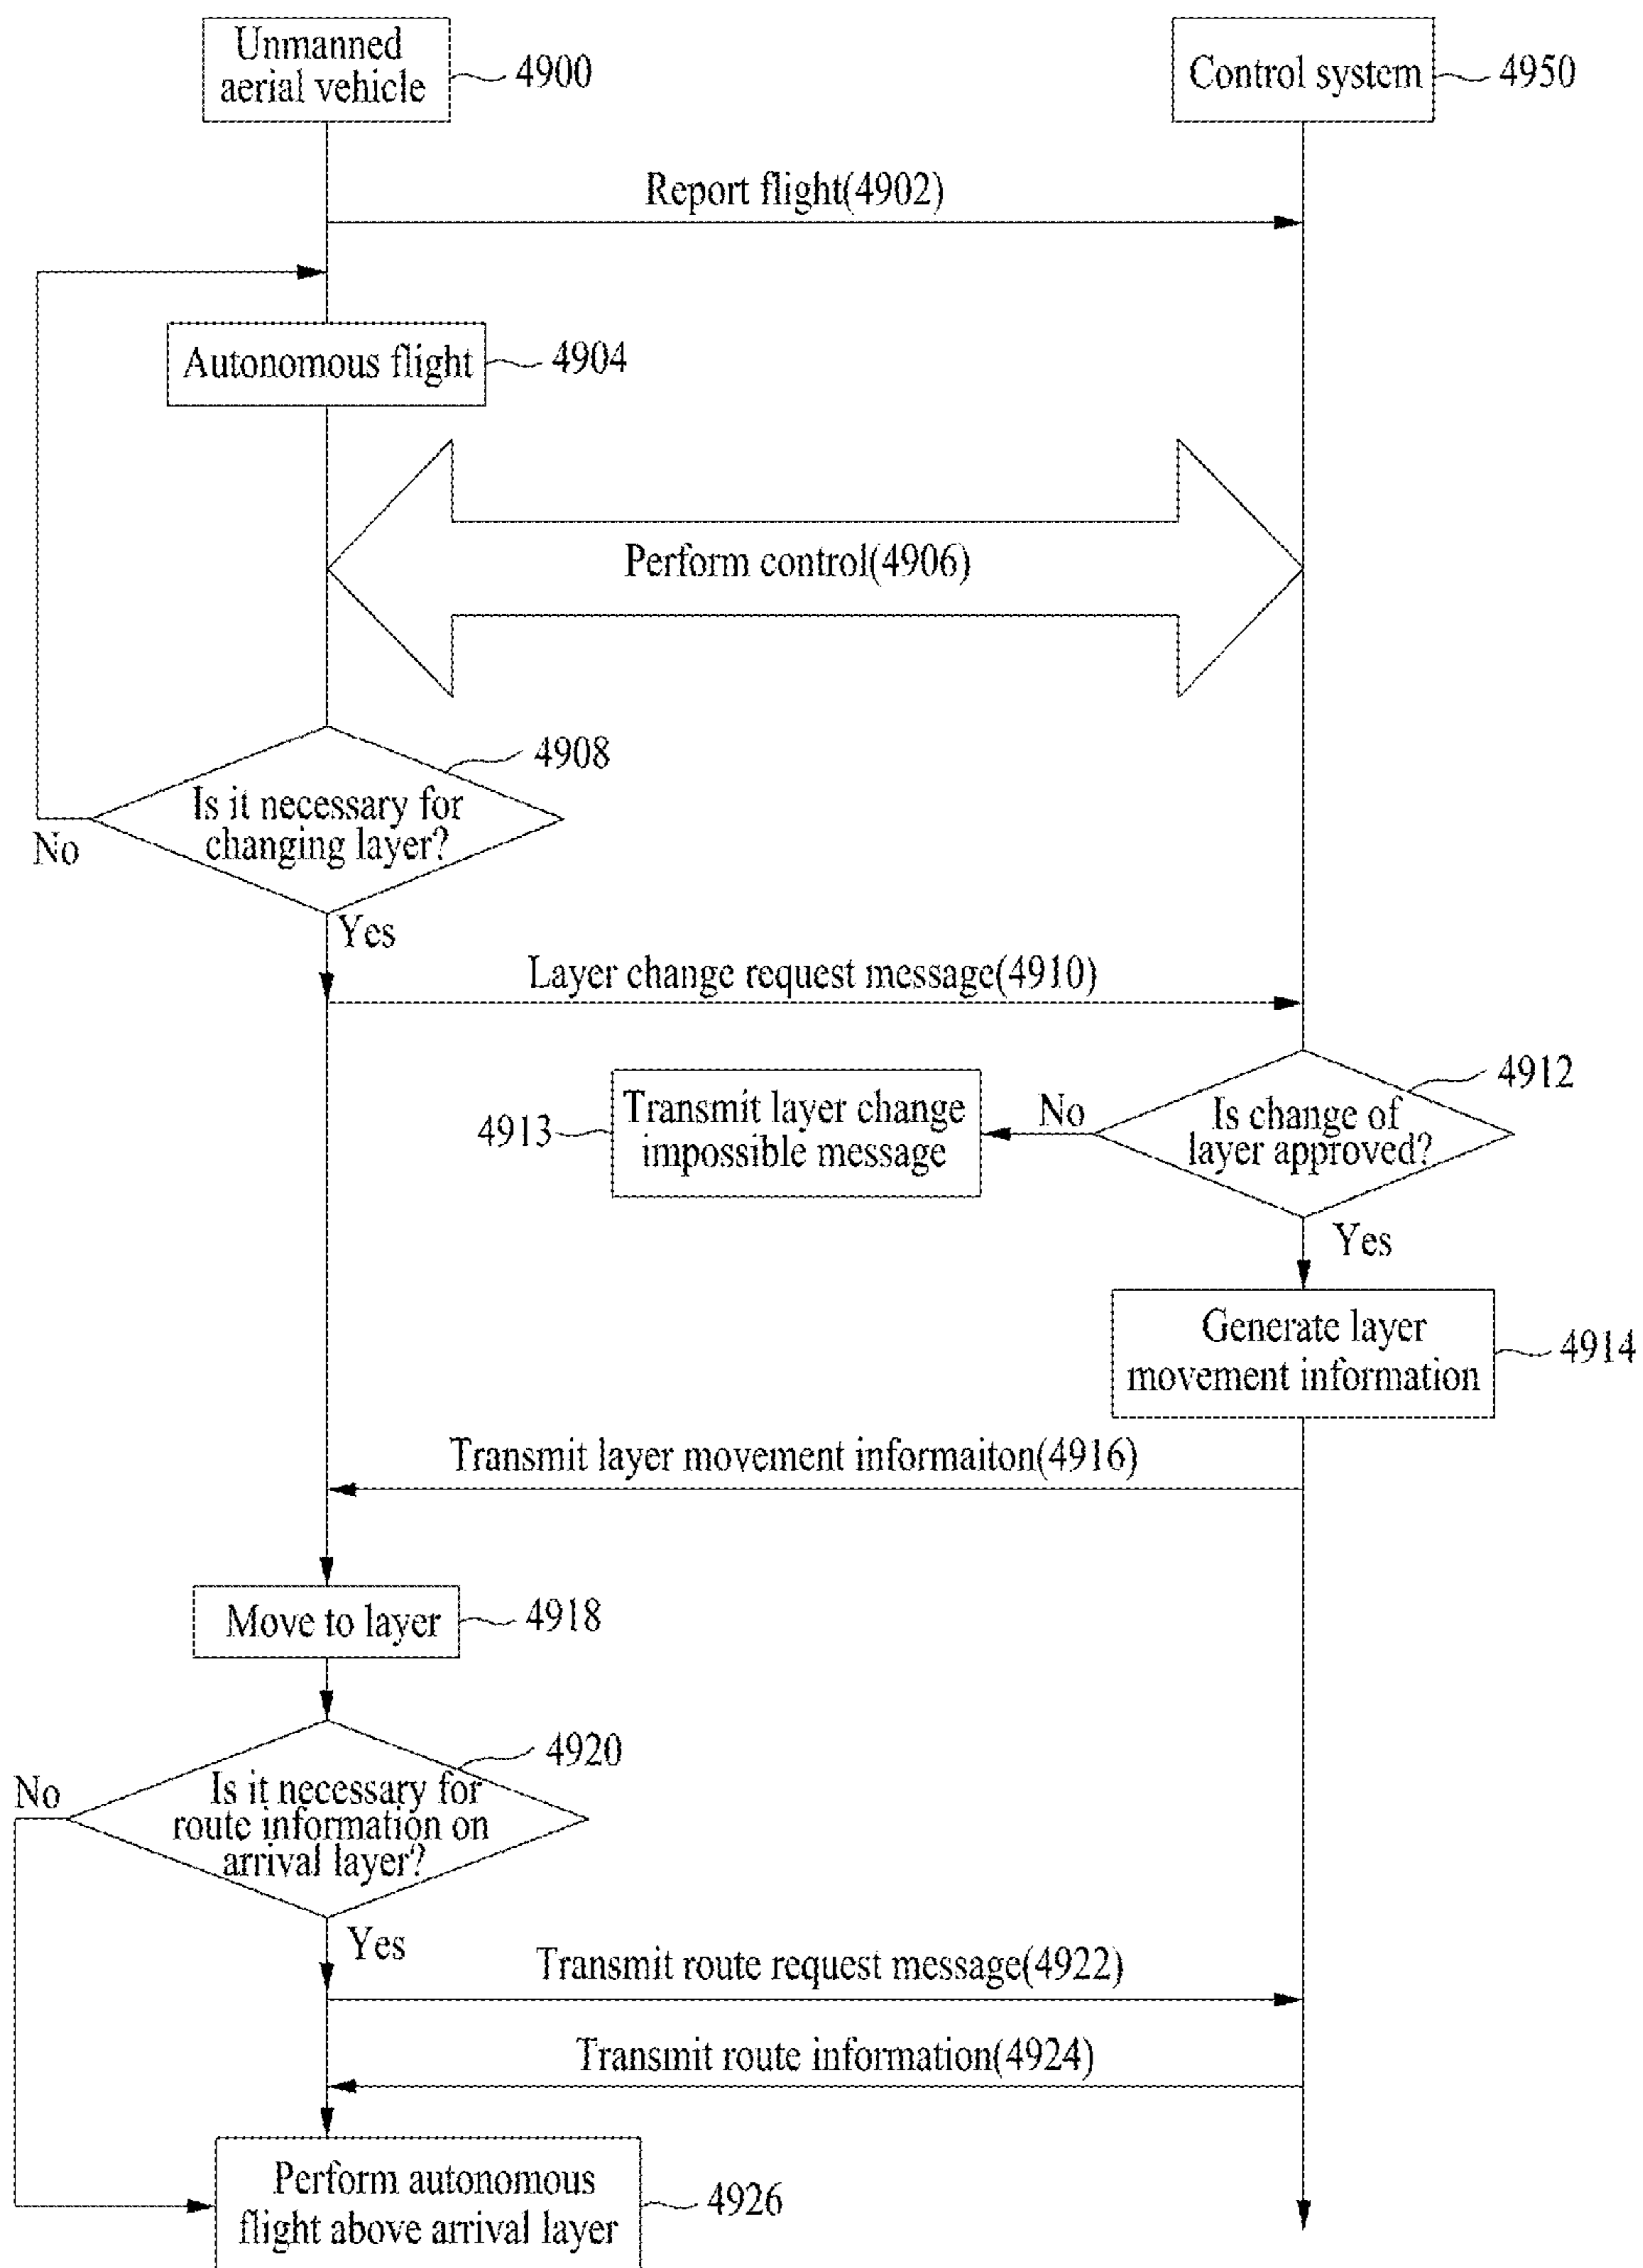 Unmanned
aerial vehicle
4900
Control system
4950
Report flight(4902)
Autonomous flight
4904
Perform control(4906)
4908
Is it necessary for
changing layer?
No
Yes
Layer change request message(4910)
4912
Is change of
layer approved?
No
4913
Transmit layer change
impossible message
Yes
Generate layer
movement information
4914
Transmit layer movement informaiton(4916)
Move to layer
4918
4920
Is it necessary for
route information on
arrival layer?
No
Yes
Transmit route request message(4922)
Transmit route information(4924)
Perform autonomous
flight above arrival layer
4926